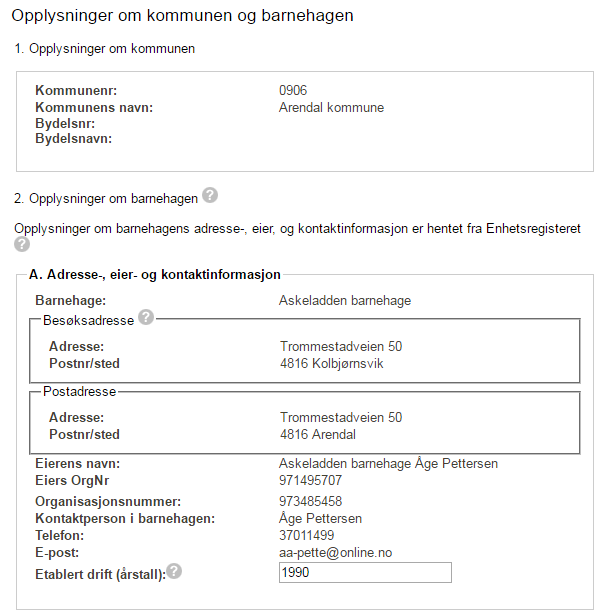 Opplysninger om kommunen og barnehagen
1. Opplysninger om kommunen
Kommunenr: 0906
Kommunens navn: Arendal kommune
Bydelsnr:
Bydelsnavn:
2. Opplysninger om barnehagen ?
Opplysninger om barnehagens adresse-, eier, og kontaktinformasjon er hentet fra Enhetsregisteret
?
A. Adresse-, eier- og kontaktinformasjon
Barnehage: Askeladden barnehage
Besøksadresse ?
Adresse: Trommestadveien 50
Postnr/sted 4816 Kolbjørnsvik
Postadresse
Adresse: Trommestadveien 50
Postnr/sted 4816 Arendal
Eierens navn: Askeladden barnehage Åge Pettersen
Eiers OrgNr 971495707
Organisasjonsnummer: 973485458
Kontaktperson i barnehagen: Åge Pettersen
Telefon: 37011499
E-post: aa-pette@online.no
Etablert drift (årstall): ? 1990